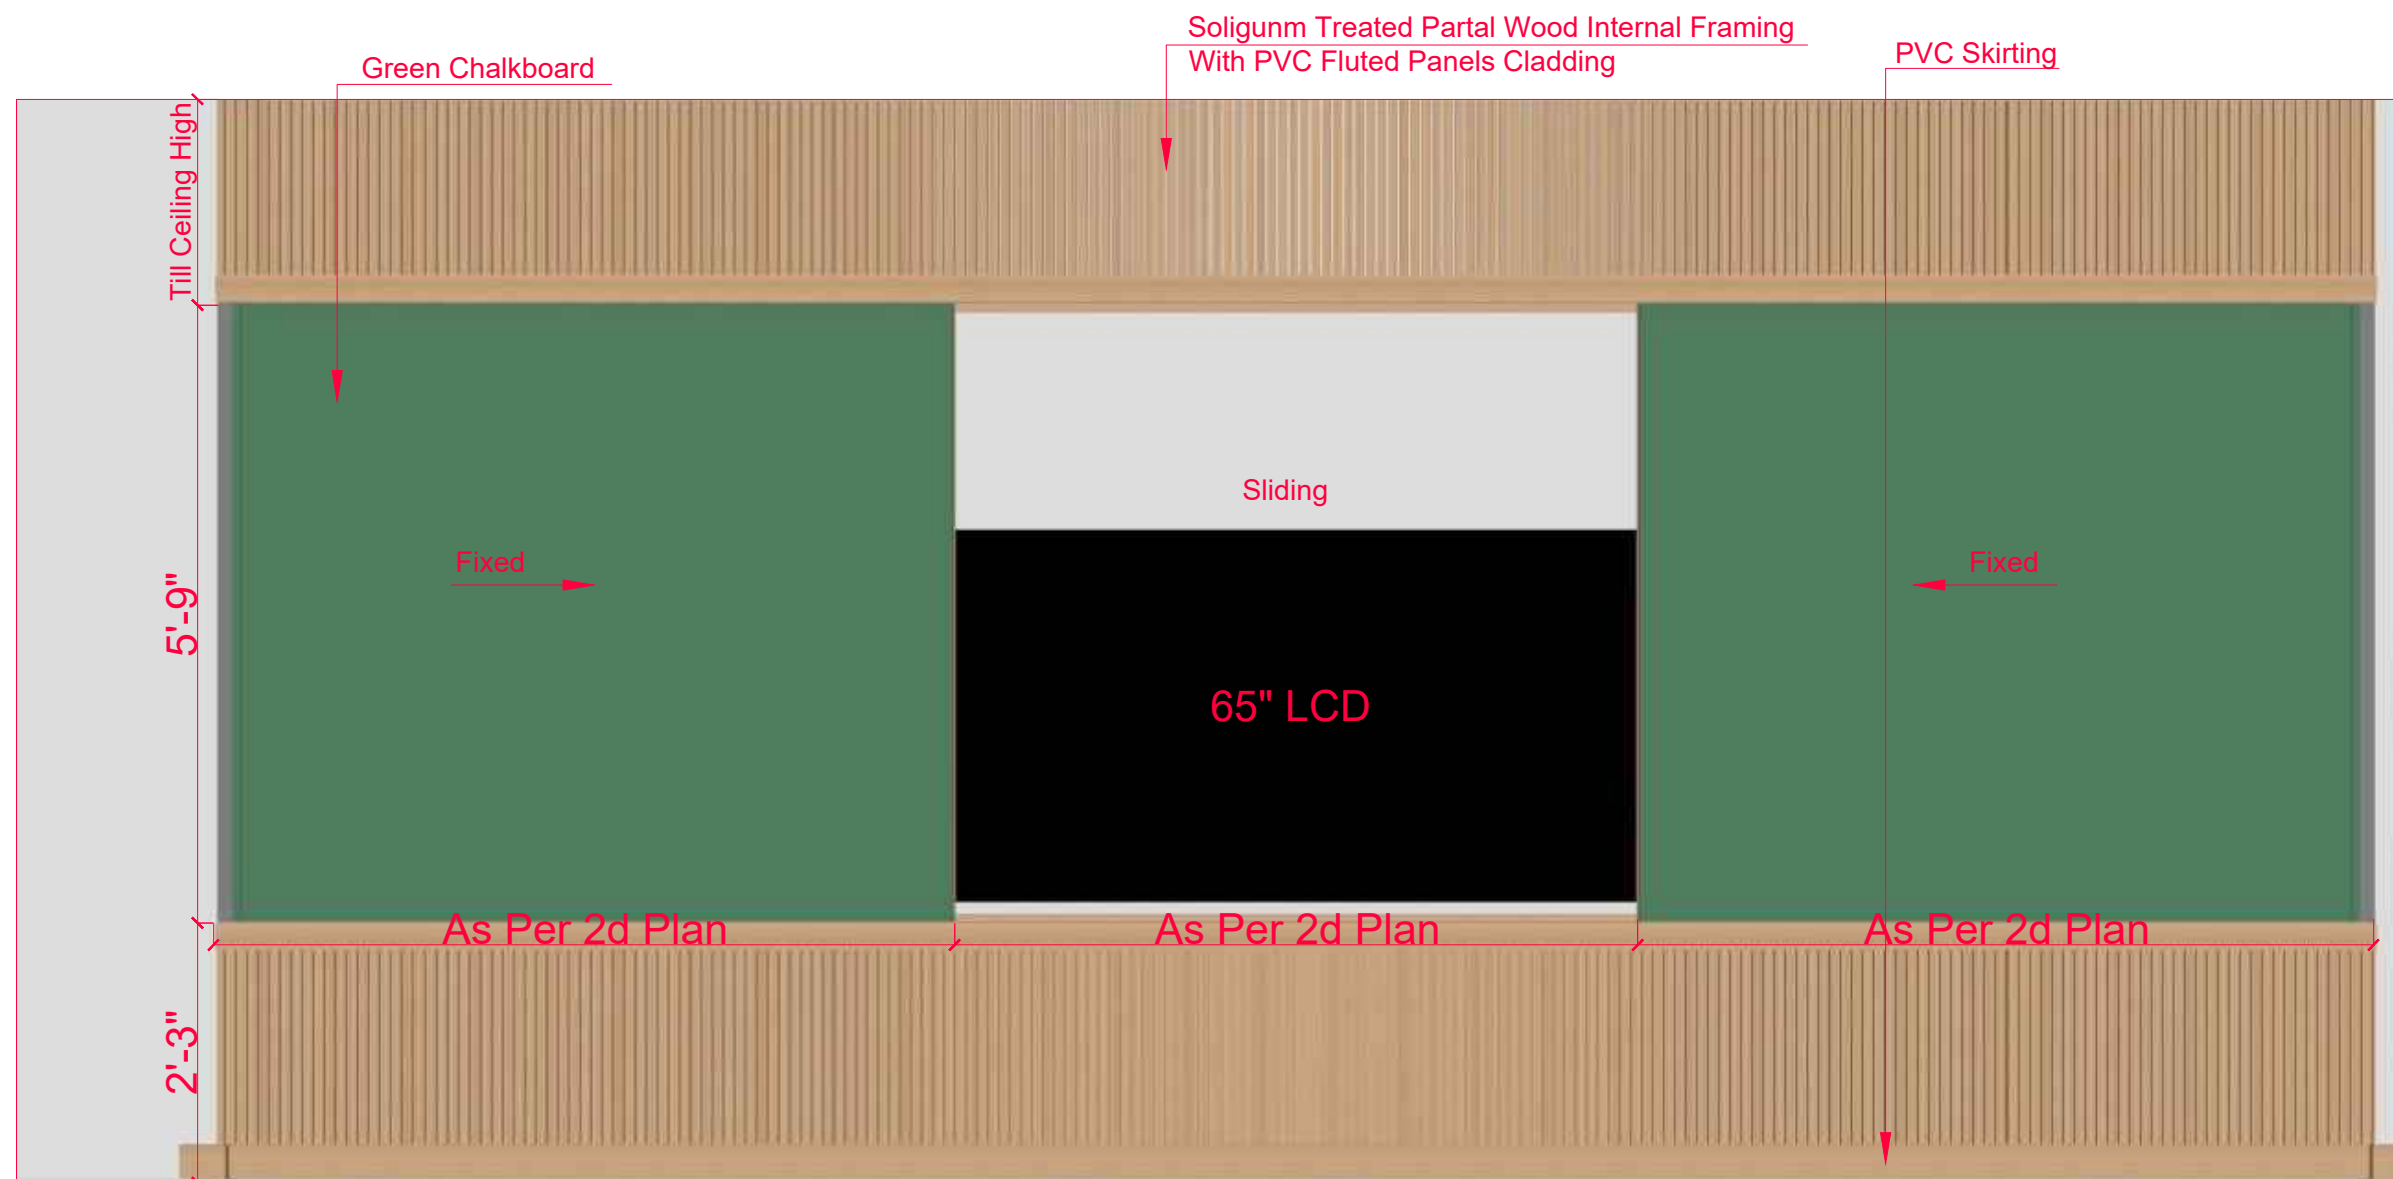 Soligunm Treated Partal Wood Internal Framing
With PVC Fluted Panels Cladding
PVC Skirting
Green Chalkboard
Till Ceiling High
Sliding
Fixed
Fixed
5'-9"
65" LCD
As Per 2d Plan
As Per 2d Plan
As Per 2d Plan
2'-3"